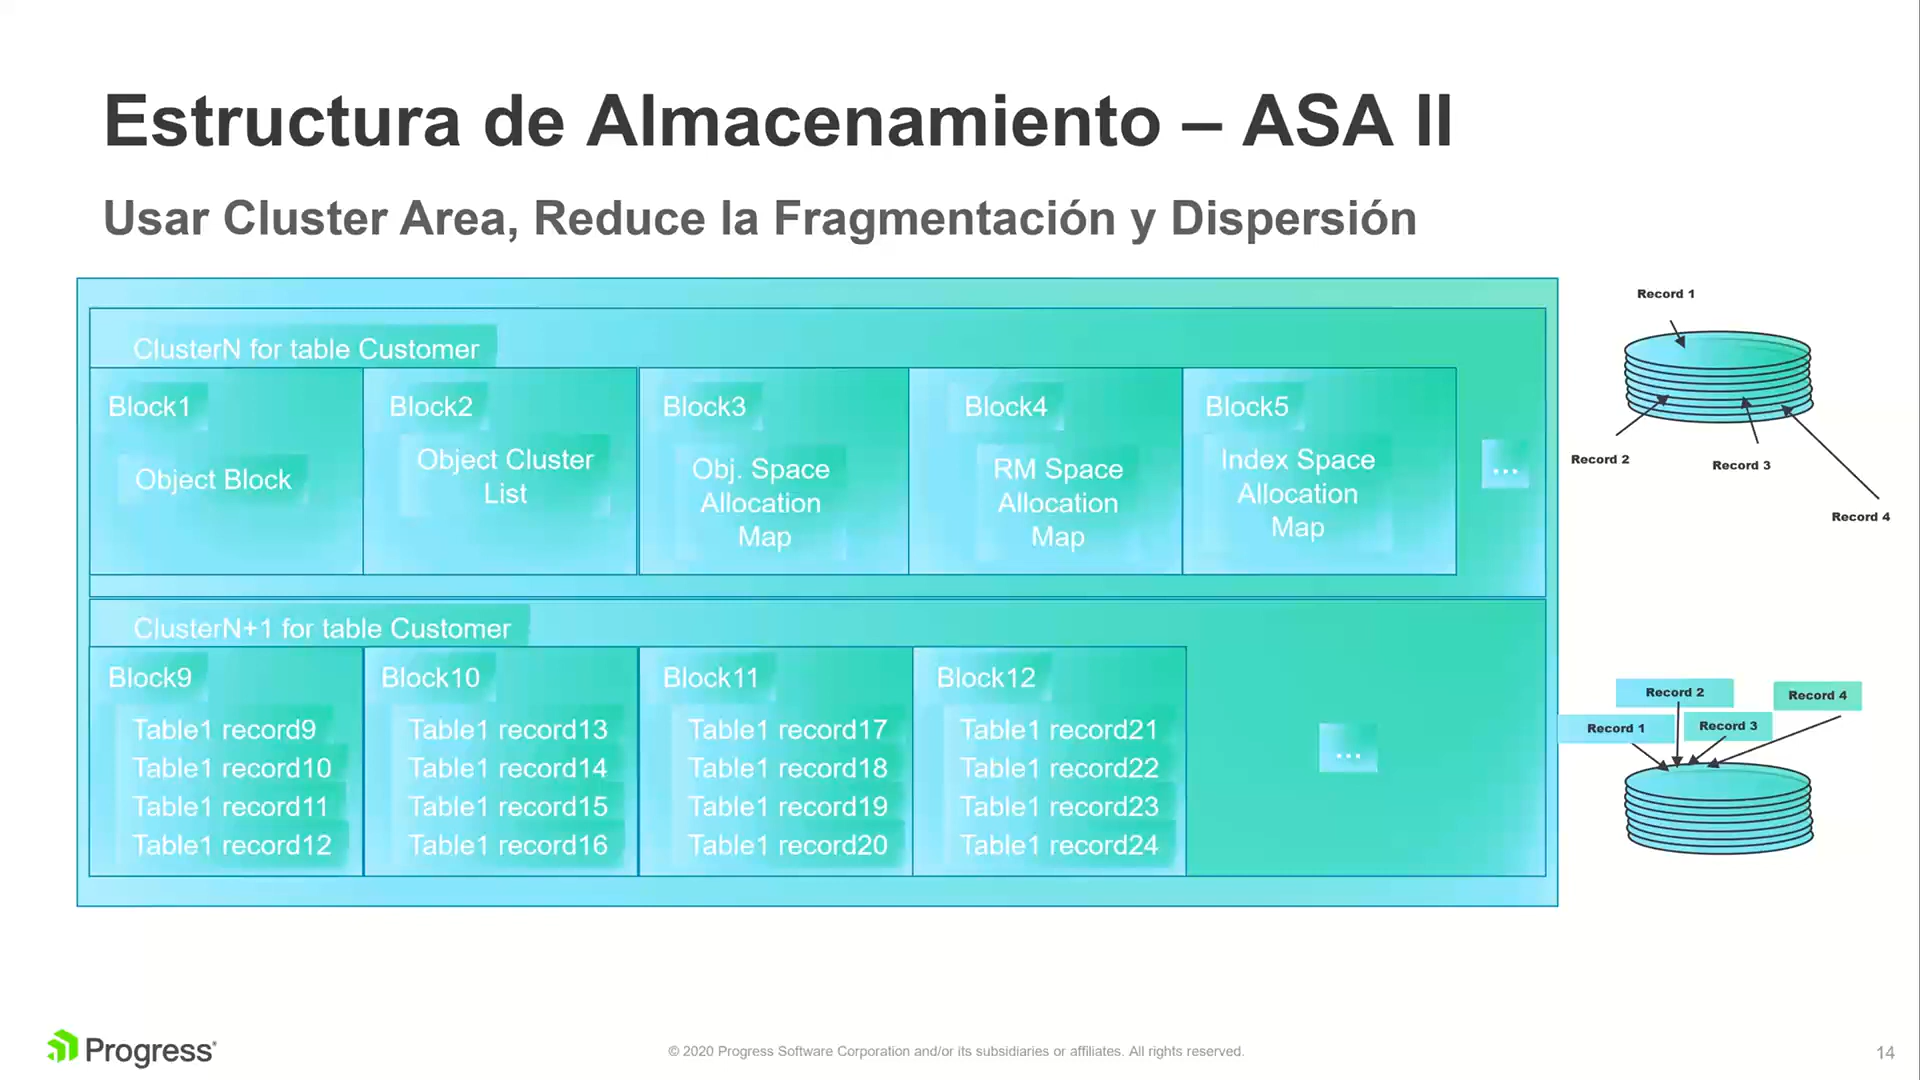 Estructura de Almacenamiento – ASA II
Usar Cluster Area, Reduce la Fragmentación y Dispersión
ClusterN for table Customer
Block1
Object Block
Block2
Object Cluster
List
Block3
Obj. Space
Allocation
Map
Block4
RM Space
Allocation
Map
Block5
Index Space
Allocation
Map
...
ClusterN+1 for table Customer
Block9
Table1 record9
Table1 record10
Table1 record11
Table1 record12
Block10
Table1 record13
Table1 record14
Table1 record15
Table1 record16
Block11
Table1 record17
Table1 record18
Table1 record19
Table1 record20
Block12
Table1 record21
Table1 record22
Table1 record23
Table1 record24
...
Record 1
Record 2
Record 3
Record 4
Record 2
Record 4
Record 1
Record 3
Progress
© 2020 Progress Software Corporation and/or its subsidiaries or affiliates. All rights reserved.
14